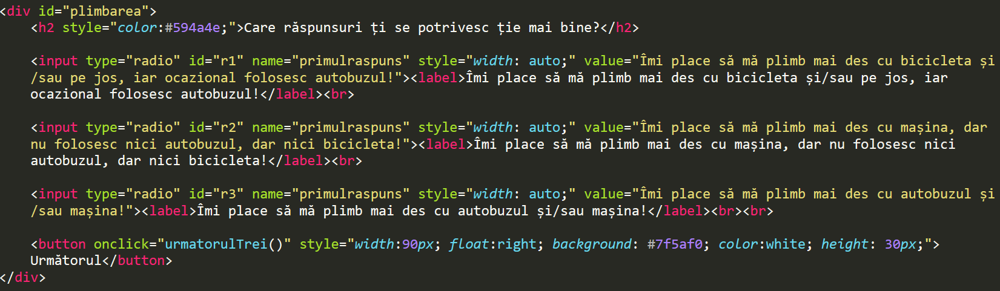 <div id="plimbarea">
<h2 style="color:#594a4e;">Care răspunsuri ți se potrivesc ție mai bine?</h2>
<input type="radio" id="r1" name="primulraspuns" style="width: auto;" value="Îmi place să mă plimb mai des cu bicicleta și
/sau pe jos, iar ocazional folosesc autobuzul!"><label>Îmi place să mă plimb mai des cu bicicleta și/sau pe jos, iar
ocazional folosesc autobuzul!</label><br>
<input type="radio" id="r2" name="primulraspuns" style="width: auto;" value="Îmi place să mă plimb mai des cu mașina, dar
nu folosesc nici autobuzul, dar nici bicicleta!"><label>Îmi place să mă plimb mai des cu mașina, dar nu folosesc nici
autobuzul, dar nici bicicleta!</label><br>
<input type="radio" id="r3" name="primulraspuns" style="width: auto;" value="Îmi place să mă plimb mai des cu autobuzul și
/sau mașina!"><label>Îmi place să mă plimb mai des cu autobuzul și/sau mașina!</label><br><br>
<button onclick="urmatorulTrei()" style="width:90px; float:right; background: #7f5af0; color:white; height: 30px;">
Următorul</button>
</div>